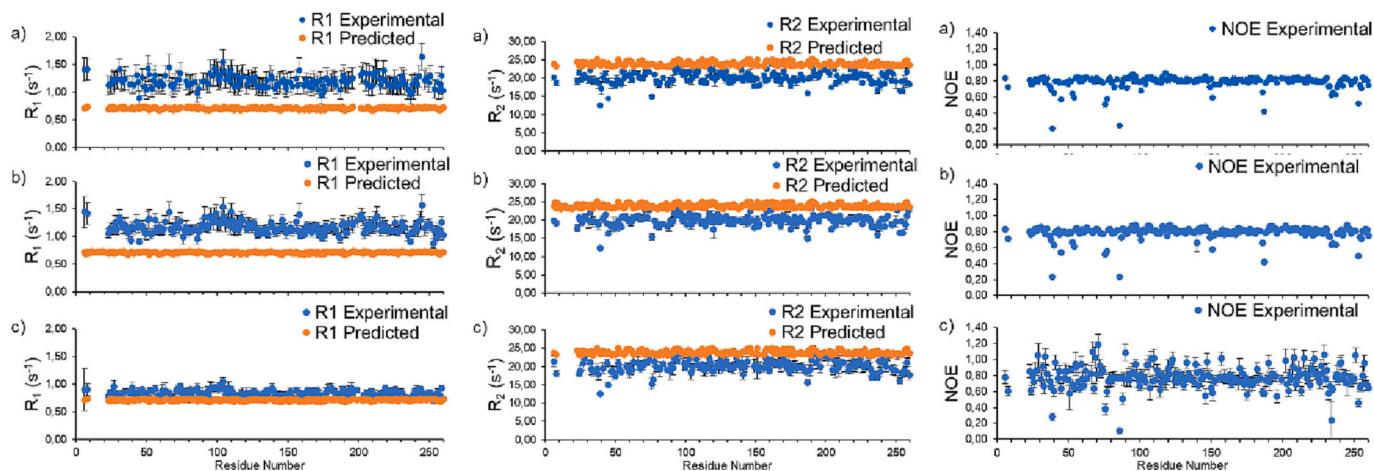 a)
R1 Experimental
R1 Predicted
R₁ (s⁻¹)
2,00
1,50
1,00
0,50
0,00
b)
R1 Experimental
R1 Predicted
R₁ (s⁻¹)
2,00
1,50
1,00
0,50
0,00
c)
R1 Experimental
R1 Predicted
R₁ (s⁻¹)
2,00
1,50
1,00
0,50
0,00
0
50
100
150
200
250
Residue Number
a)
R2 Experimental
R2 Predicted
R₂ (s⁻¹)
30,00
25,00
20,00
15,00
10,00
5,00
0,00
b)
R2 Experimental
R2 Predicted
R₂ (s⁻¹)
30,00
25,00
20,00
15,00
10,00
5,00
0,00
c)
R2 Experimental
R2 Predicted
R₂ (s⁻¹)
30,00
25,00
20,00
15,00
10,00
5,00
0,00
0
50
100
150
200
250
Residue Number
a)
NOE Experimental
NOE
1,40
1,20
1,00
0,80
0,60
0,40
0,20
0,00
0
50
100
150
200
250
b)
NOE Experimental
NOE
1,40
1,20
1,00
0,80
0,60
0,40
0,20
0,00
c)
NOE Experimental
NOE
1,40
1,20
1,00
0,80
0,60
0,40
0,20
0,00
0
50
100
150
200
250
Residue Number